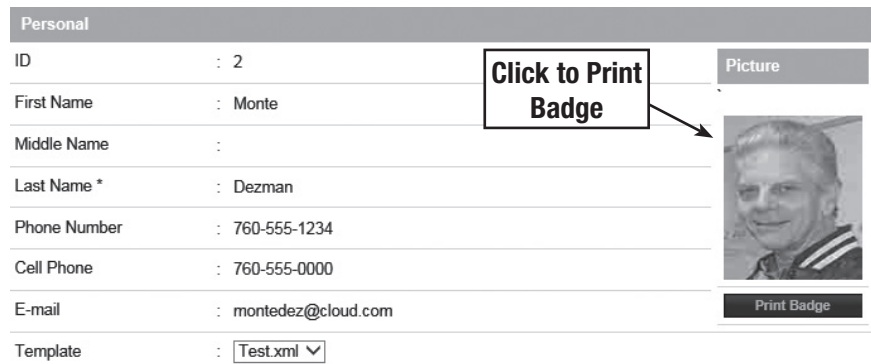 Personal
ID : 2
First Name : Monte
Middle Name :
Last Name * : Dezman
Phone Number : 760-555-1234
Cell Phone : 760-555-0000
E-mail : montedez@cloud.com
Template : Test.xml
Click to Print
Badge
Picture
`
Print Badge